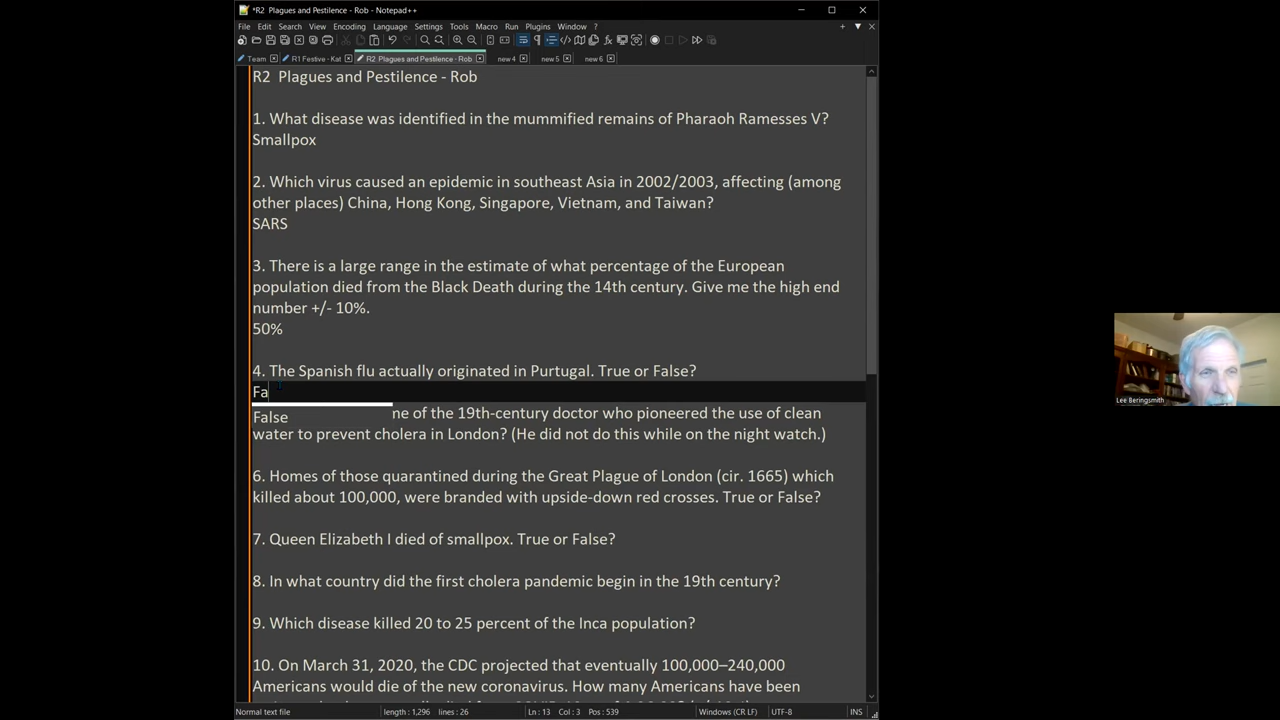 *R2  Plagues and Pestilence - Rob - Notepad++
File Edit Search View Encoding Language Settings Tools Macro Run Plugins Window ?
Team R1 Festive - Kat R2 Plagues and Pestilence - Rob new 4 new 5 new 6
R2  Plagues and Pestilence - Rob
1. What disease was identified in the mummified remains of Pharaoh Ramesses V?
Smallpox
2. Which virus caused an epidemic in southeast Asia in 2002/2003, affecting (among
other places) China, Hong Kong, Singapore, Vietnam, and Taiwan?
SARS
3. There is a large range in the estimate of what percentage of the European
population died from the Black Death during the 14th century. Give me the high end
number +/- 10%.
50%
4. The Spanish flu actually originated in Purtugal. True or False?
Fa
False
ne of the 19th-century doctor who pioneered the use of clean
water to prevent cholera in London? (He did not do this while on the night watch.)
6. Homes of those quarantined during the Great Plague of London (cir. 1665) which
killed about 100,000, were branded with upside-down red crosses. True or False?
7. Queen Elizabeth I died of smallpox. True or False?
8. In what country did the first cholera pandemic begin in the 19th century?
9. Which disease killed 20 to 25 percent of the Inca population?
10. On March 31, 2020, the CDC projected that eventually 100,000–240,000
Americans would die of the new coronavirus. How many Americans have been
Normal text file length : 1,296 lines : 26 Ln : 13 Col : 3 Pos : 539 Windows (CR LF) UTF-8 INS
Lee Beringsmith